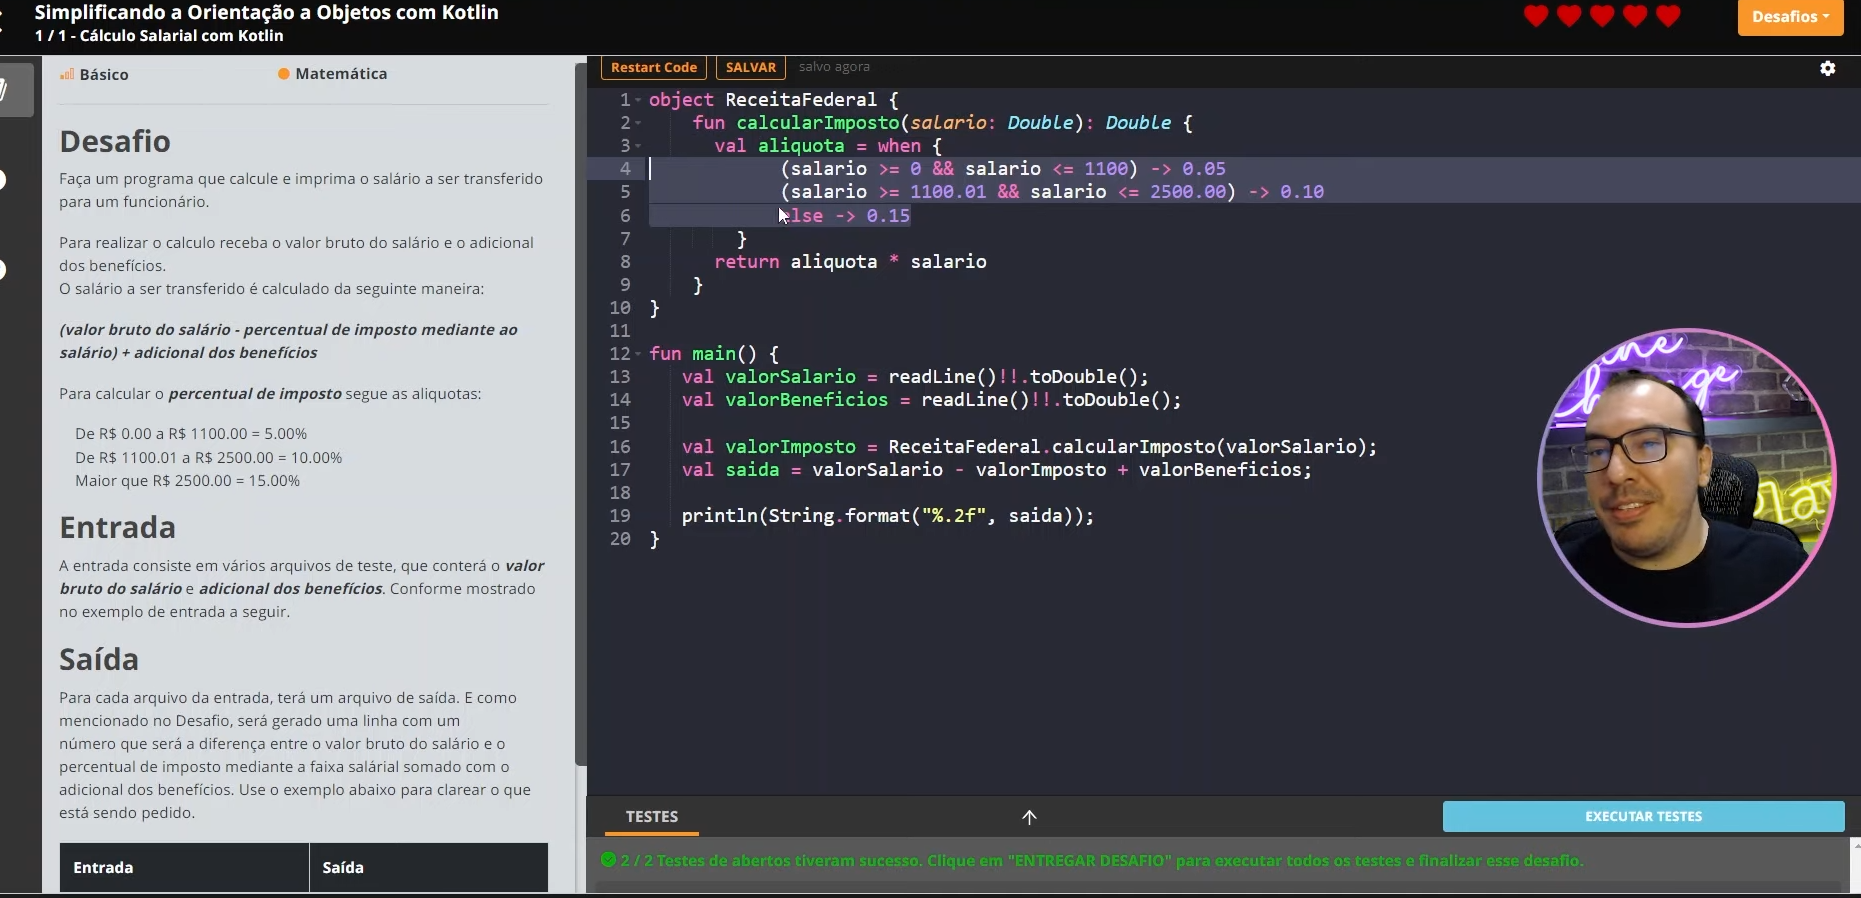 Simplificando a Orientação a Objetos com Kotlin
1 / 1 - Cálculo Salarial com Kotlin
Desafios
Básico
Matemática
Desafio
Faça um programa que calcule e imprima o salário a ser transferido
para um funcionário.
Para realizar o calculo receba o valor bruto do salário e o adicional
dos benefícios.
O salário a ser transferido é calculado da seguinte maneira:
(valor bruto do salário - percentual de imposto mediante ao
salário) + adicional dos benefícios
Para calcular o percentual de imposto segue as aliquotas:
De R$ 0.00 a R$ 1100.00 = 5.00%
De R$ 1100.01 a R$ 2500.00 = 10.00%
Maior que R$ 2500.00 = 15.00%
Entrada
A entrada consiste em vários arquivos de teste, que conterá o valor
bruto do salário e adicional dos benefícios. Conforme mostrado
no exemplo de entrada a seguir.
Saída
Para cada arquivo da entrada, terá um arquivo de saída. E como
mencionado no Desafio, será gerado uma linha com um
número que será a diferença entre o valor bruto do salário e o
percentual de imposto mediante a faixa salárial somado com o
adicional dos benefícios. Use o exemplo abaixo para clarear o que
está sendo pedido.
Entrada
Saída
Restart Code
SALVAR
salvo agora
1 object ReceitaFederal {
2 fun calcularImposto(salario: Double): Double {
3 val aliquota = when {
4 (salario >= 0 && salario <= 1100) -> 0.05
5 (salario >= 1100.01 && salario <= 2500.00) -> 0.10
6 else -> 0.15
7 }
8 return aliquota * salario
9 }
10 }
11
12 fun main() {
13 val valorSalario = readLine()!!.toDouble();
14 val valorBeneficios = readLine()!!.toDouble();
15
16 val valorImposto = ReceitaFederal.calcularImposto(valorSalario);
17 val saida = valorSalario - valorImposto + valorBeneficios;
18
19 println(String.format("%.2f", saida));
20 }
TESTES
EXECUTAR TESTES
2 / 2 Testes de abertos tiveram sucesso. Clique em "ENTREGAR DESAFIO" para executar todos os testes e finalizar esse desafio.